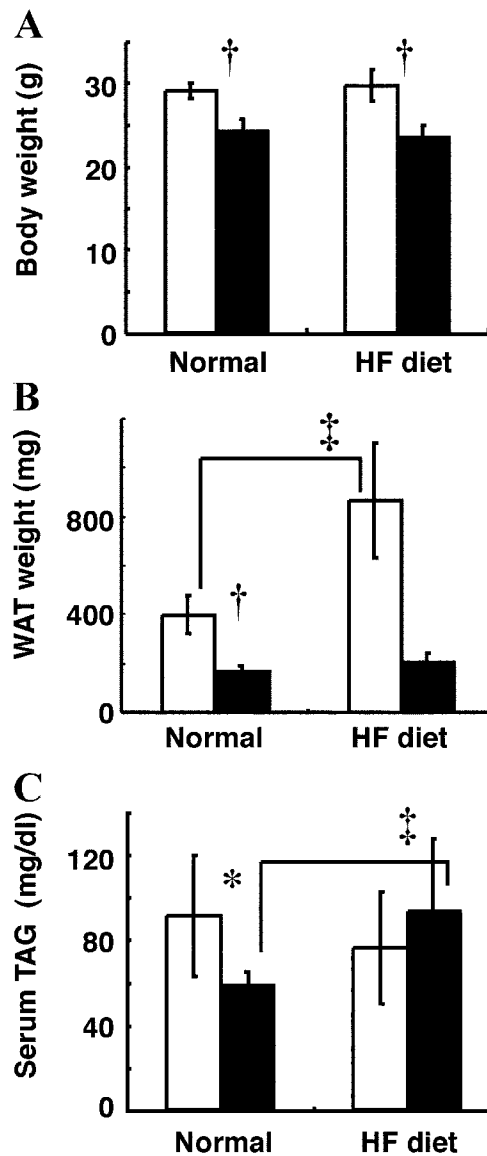 A
Body weight (g)
†
†
30
20
10
0
Normal
HF diet
B
WAT weight (mg)
‡
†
800
400
0
Normal
HF diet
C
Serum TAG (mg/dl)
*
‡
120
80
40
0
Normal
HF diet